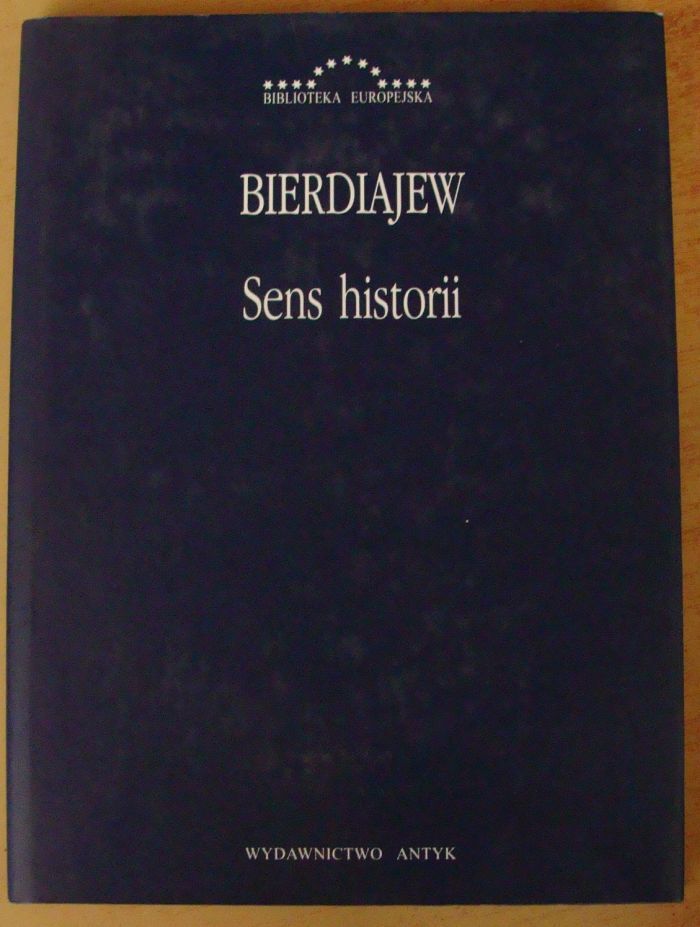 BIBLIOTEKA EUROPEJSKA
BIERDIAJEW
Sens historii
WYDAWNICTWO ANTYK